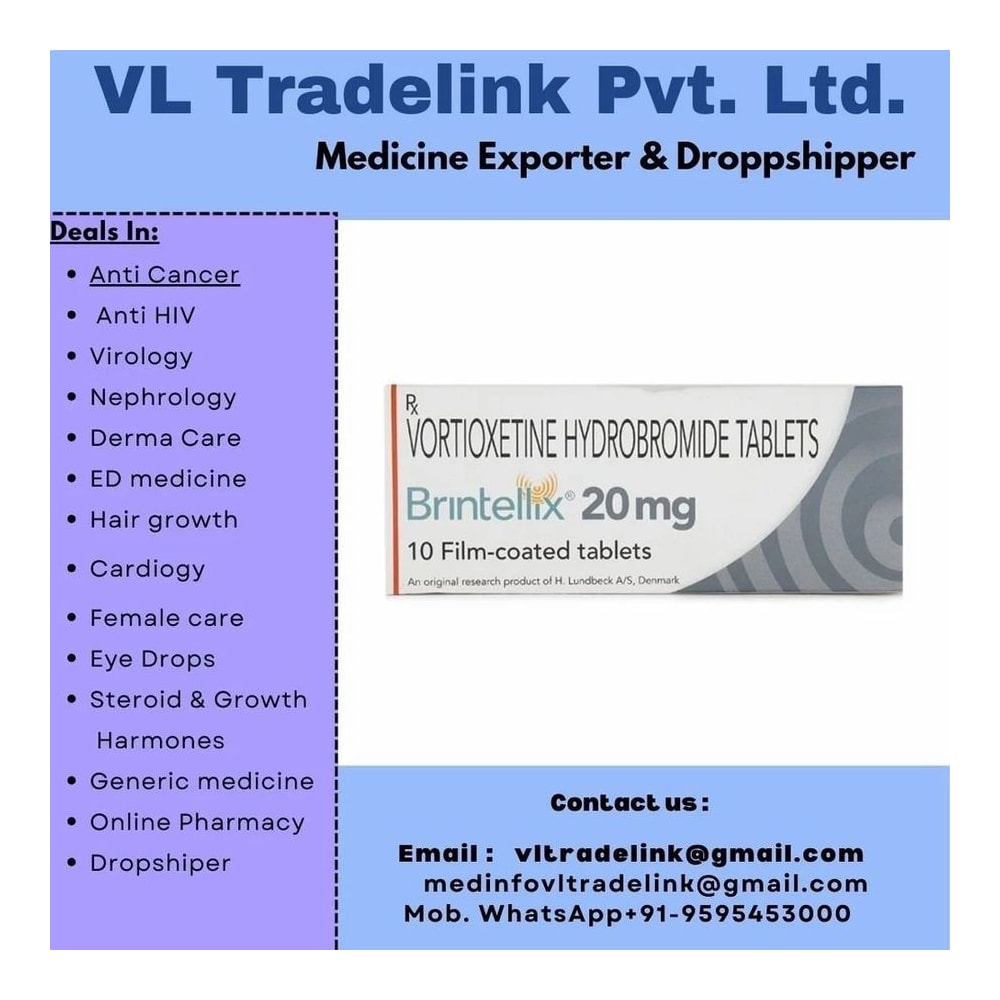 VL Tradelink Pvt. Ltd.
Medicine Exporter & Droppshipper
Deals In:
• Anti Cancer
• Anti HIV
• Virology
• Nephrology
• Derma Care
• ED medicine
• Hair growth
• Cardiogy
• Female care
• Eye Drops
• Steroid & Growth
Harmones
• Generic medicine
• Online Pharmacy
• Dropshiper
Rx
VORTIOXETINE HYDROBROMIDE TABLETS
Brintellix® 20 mg
10 Film-coated tablets
An original research product of H. Lundbeck A/S, Denmark
Contact us :
Email : vltradelink@gmail.com
medinfovltradelink@gmail.com
Mob. WhatsApp+91-9595453000